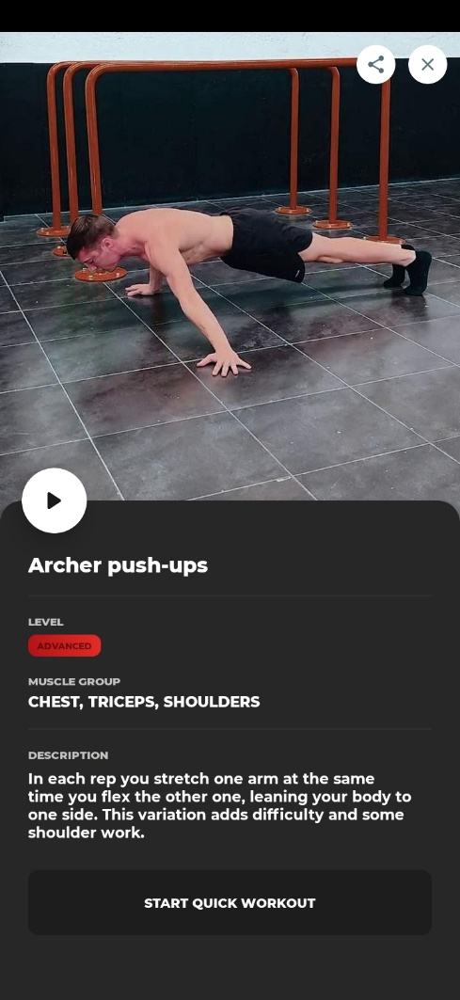 Archer push-ups
LEVEL
ADVANCED
MUSCLE GROUP
CHEST, TRICEPS, SHOULDERS
DESCRIPTION
In each rep you stretch one arm at the same
time you flex the other one, leaning your body to
one side. This variation adds difficulty and some
shoulder work.
START QUICK WORKOUT